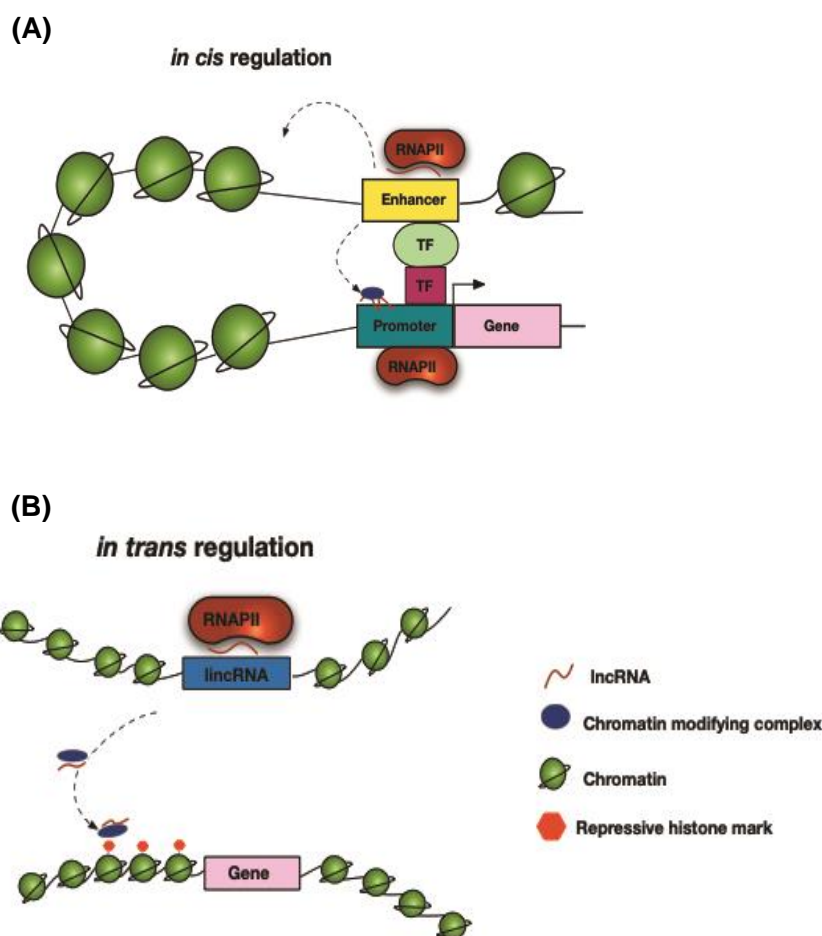 (A)
in cis regulation
RNAPII
Enhancer
TF
TF
Promoter Gene
RNAPII
(B)
in trans regulation
RNAPII
lincRNA
lncRNA
Chromatin modifying complex
Chromatin
Repressive histone mark
Gene